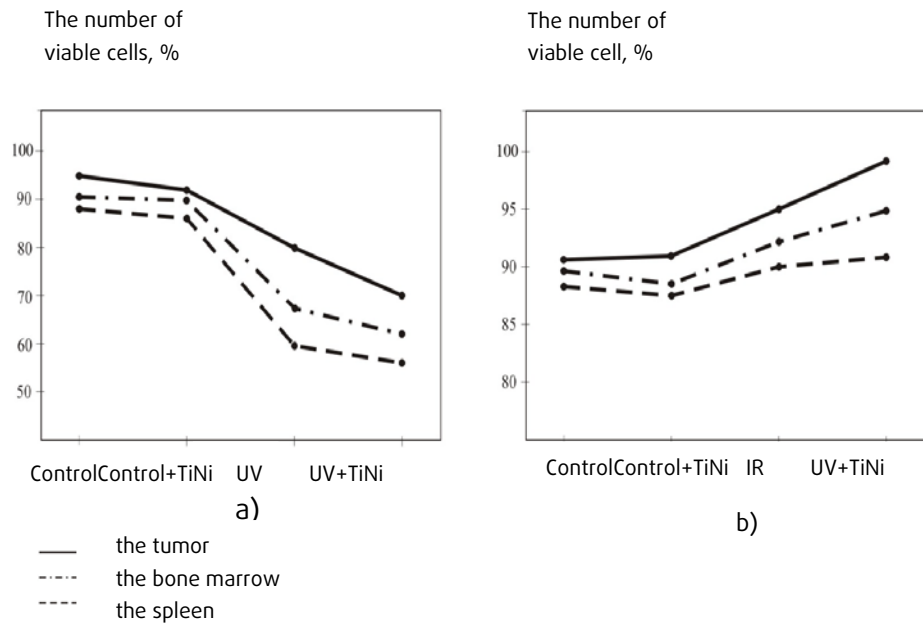 The number of
viable cells, %
100
90
80
70
60
50
ControlControl+TiNi UV UV+TiNi
a)
The number of
viable cell, %
100
95
90
85
80
ControlControl+TiNi IR UV+TiNi
b)
the tumor
the bone marrow
the spleen